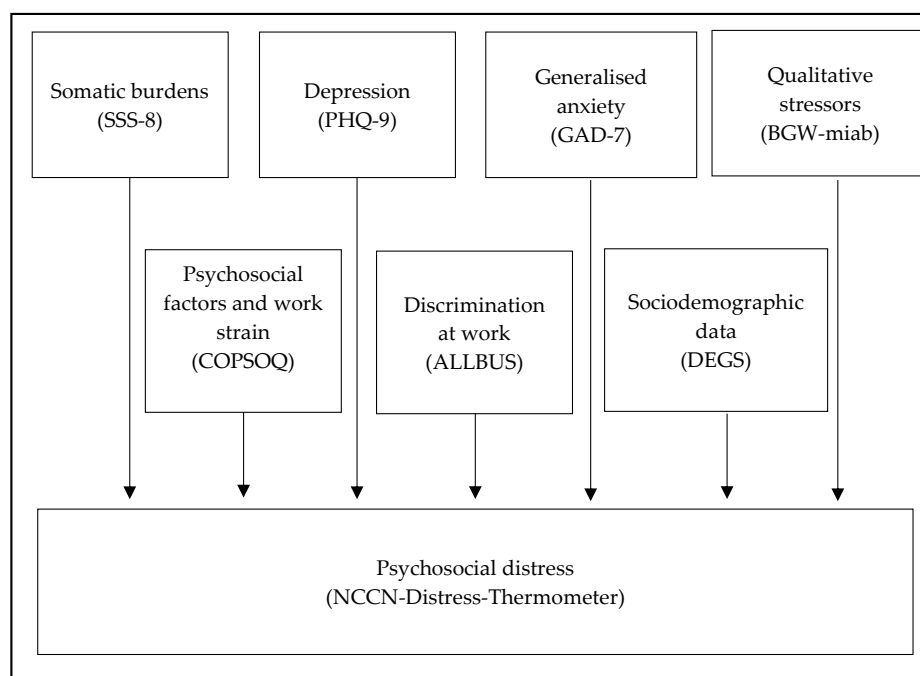 Somatic burdens
(SSS-8)
Depression
(PHQ-9)
Generalised
anxiety
(GAD-7)
Qualitative
stressors
(BGW-miab)
Psychosocial
factors and work
strain
(COPSOQ)
Discrimination
at work
(ALLBUS)
Sociodemographic
data
(DEGS)
Psychosocial distress
(NCCN-Distress-Thermometer)